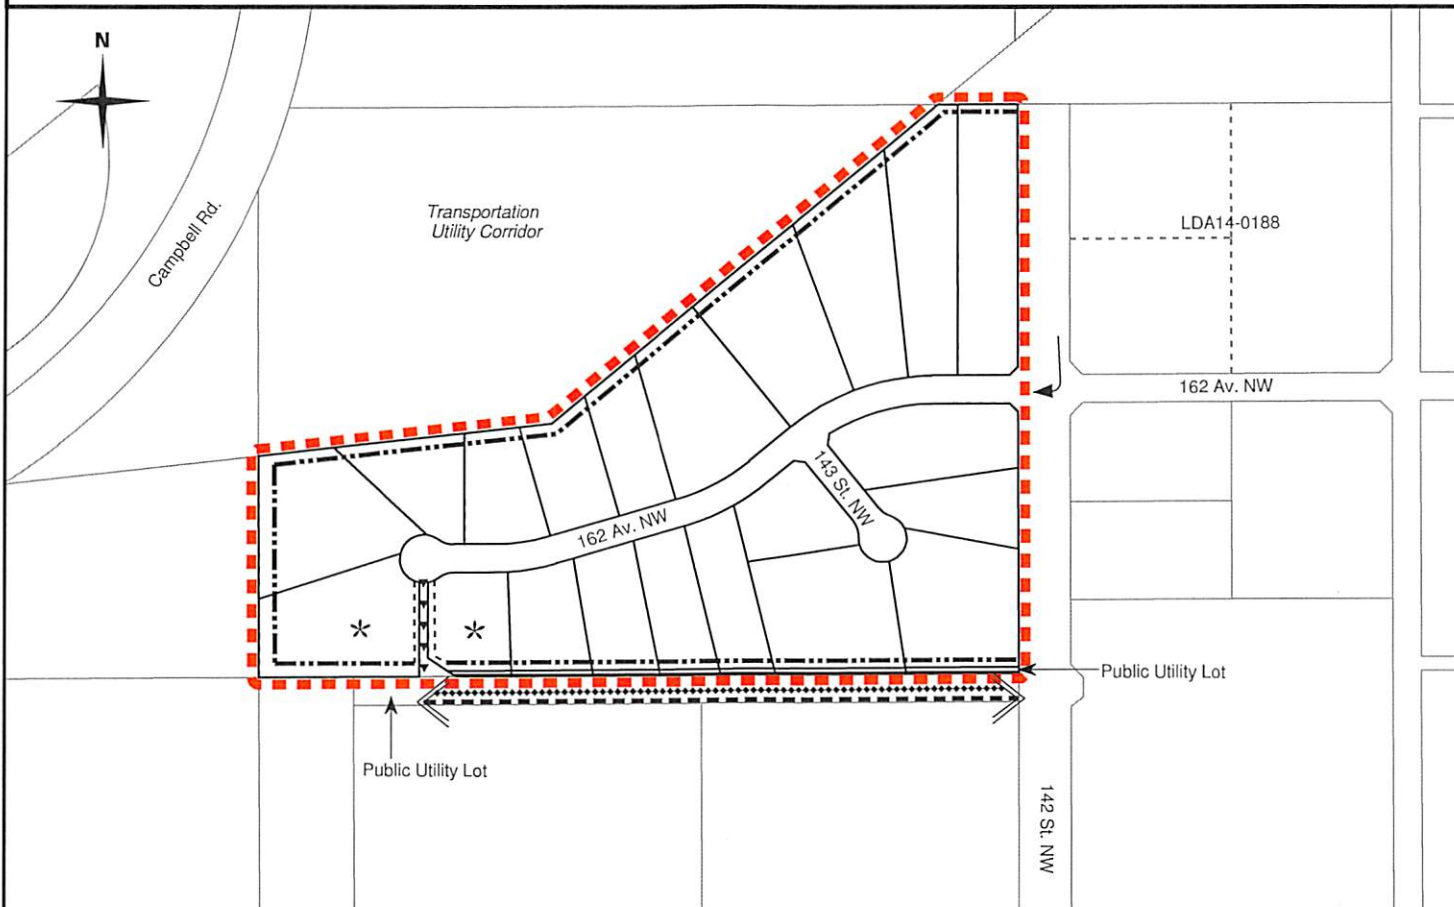 N
Campbell Rd.
Transportation
Utility Corridor
LDA14-0188
162 Av. NW
143 St. NW
162 Av. NW
*
*
Public Utility Lot
Public Utility Lot
142 St. NW